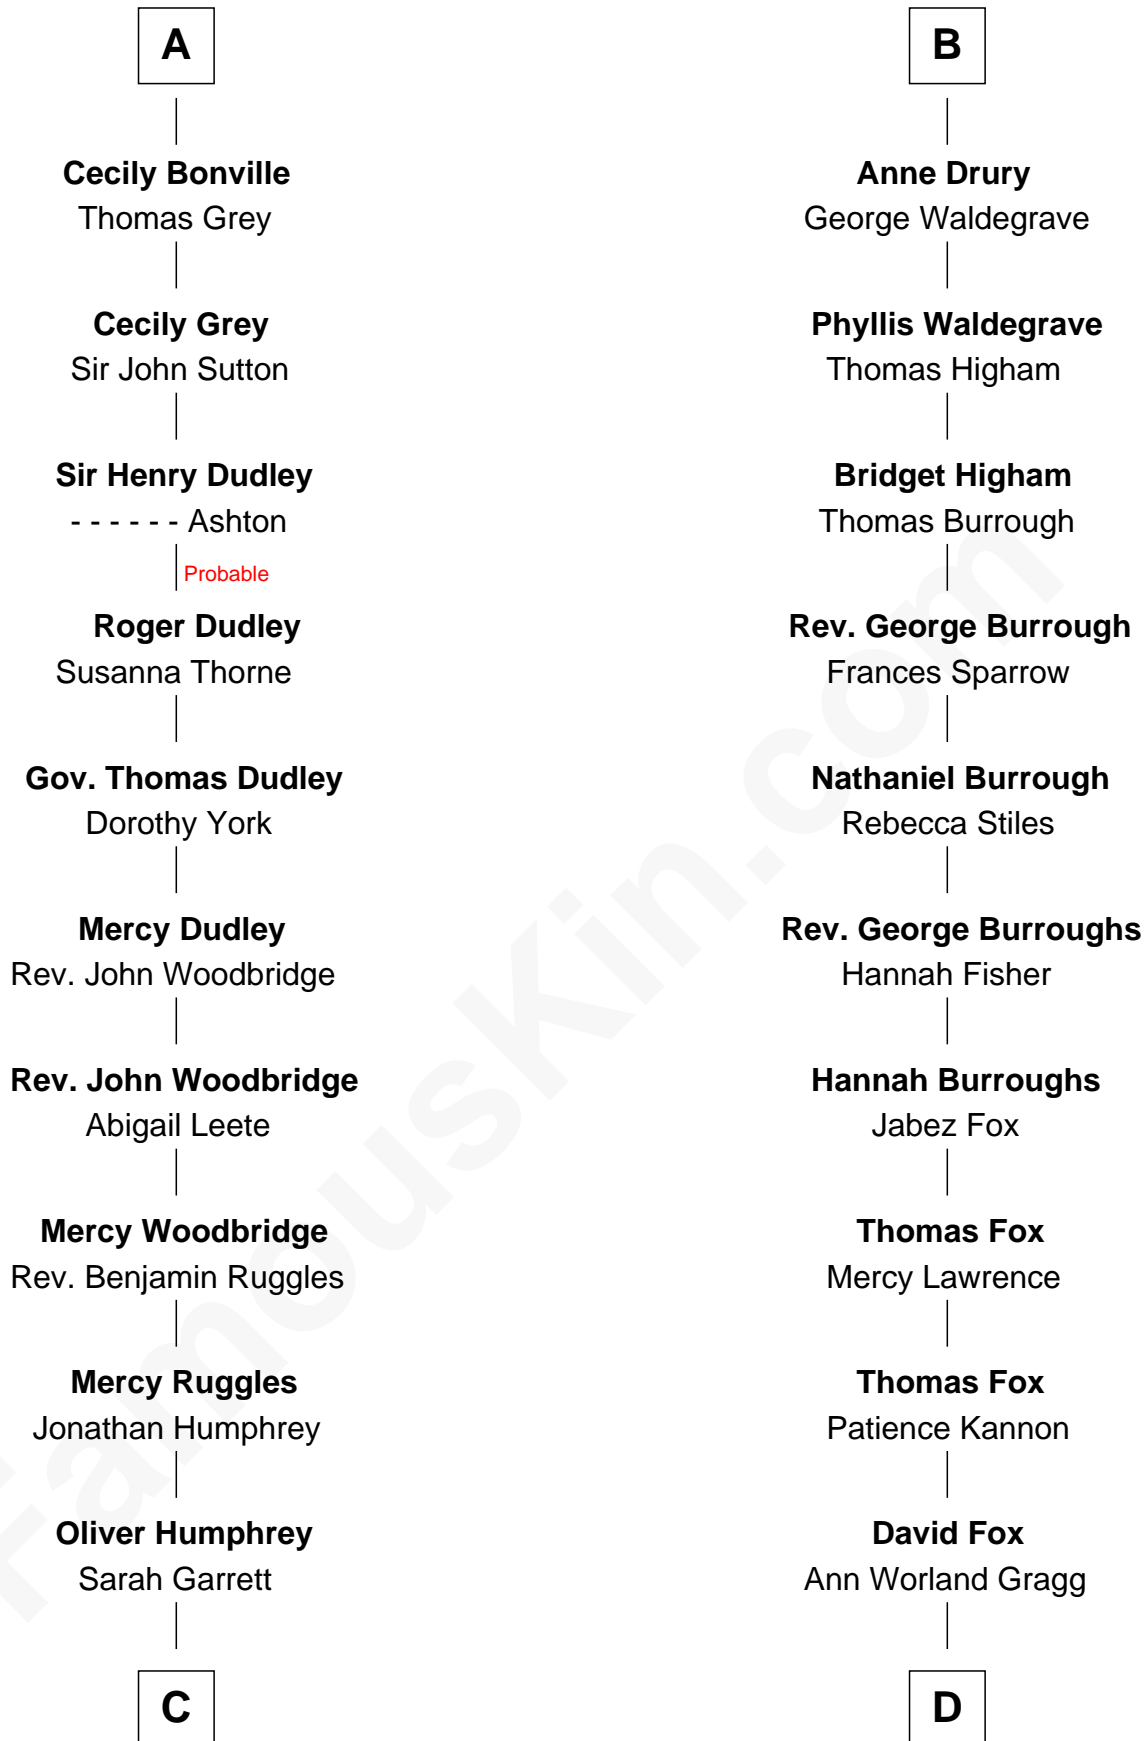 A
Cecily Bonville
Thomas Grey
Cecily Grey
Sir John Sutton
Sir Henry Dudley
- - - - - - Ashton
Probable
Roger Dudley
Susanna Thorne
Gov. Thomas Dudley
Dorothy York
Mercy Dudley
Rev. John Woodbridge
Rev. John Woodbridge
Abigail Leete
Mercy Woodbridge
Rev. Benjamin Ruggles
Mercy Ruggles
Jonathan Humphrey
Oliver Humphrey
Sarah Garrett
C
B
Anne Drury
George Waldegrave
Phyllis Waldegrave
Thomas Higham
Bridget Higham
Thomas Burrough
Rev. George Burrough
Frances Sparrow
Nathaniel Burrough
Rebecca Stiles
Rev. George Burroughs
Hannah Fisher
Hannah Burroughs
Jabez Fox
Thomas Fox
Mercy Lawrence
Thomas Fox
Patience Kannon
David Fox
Ann Worland Gragg
D
FamousKin.com